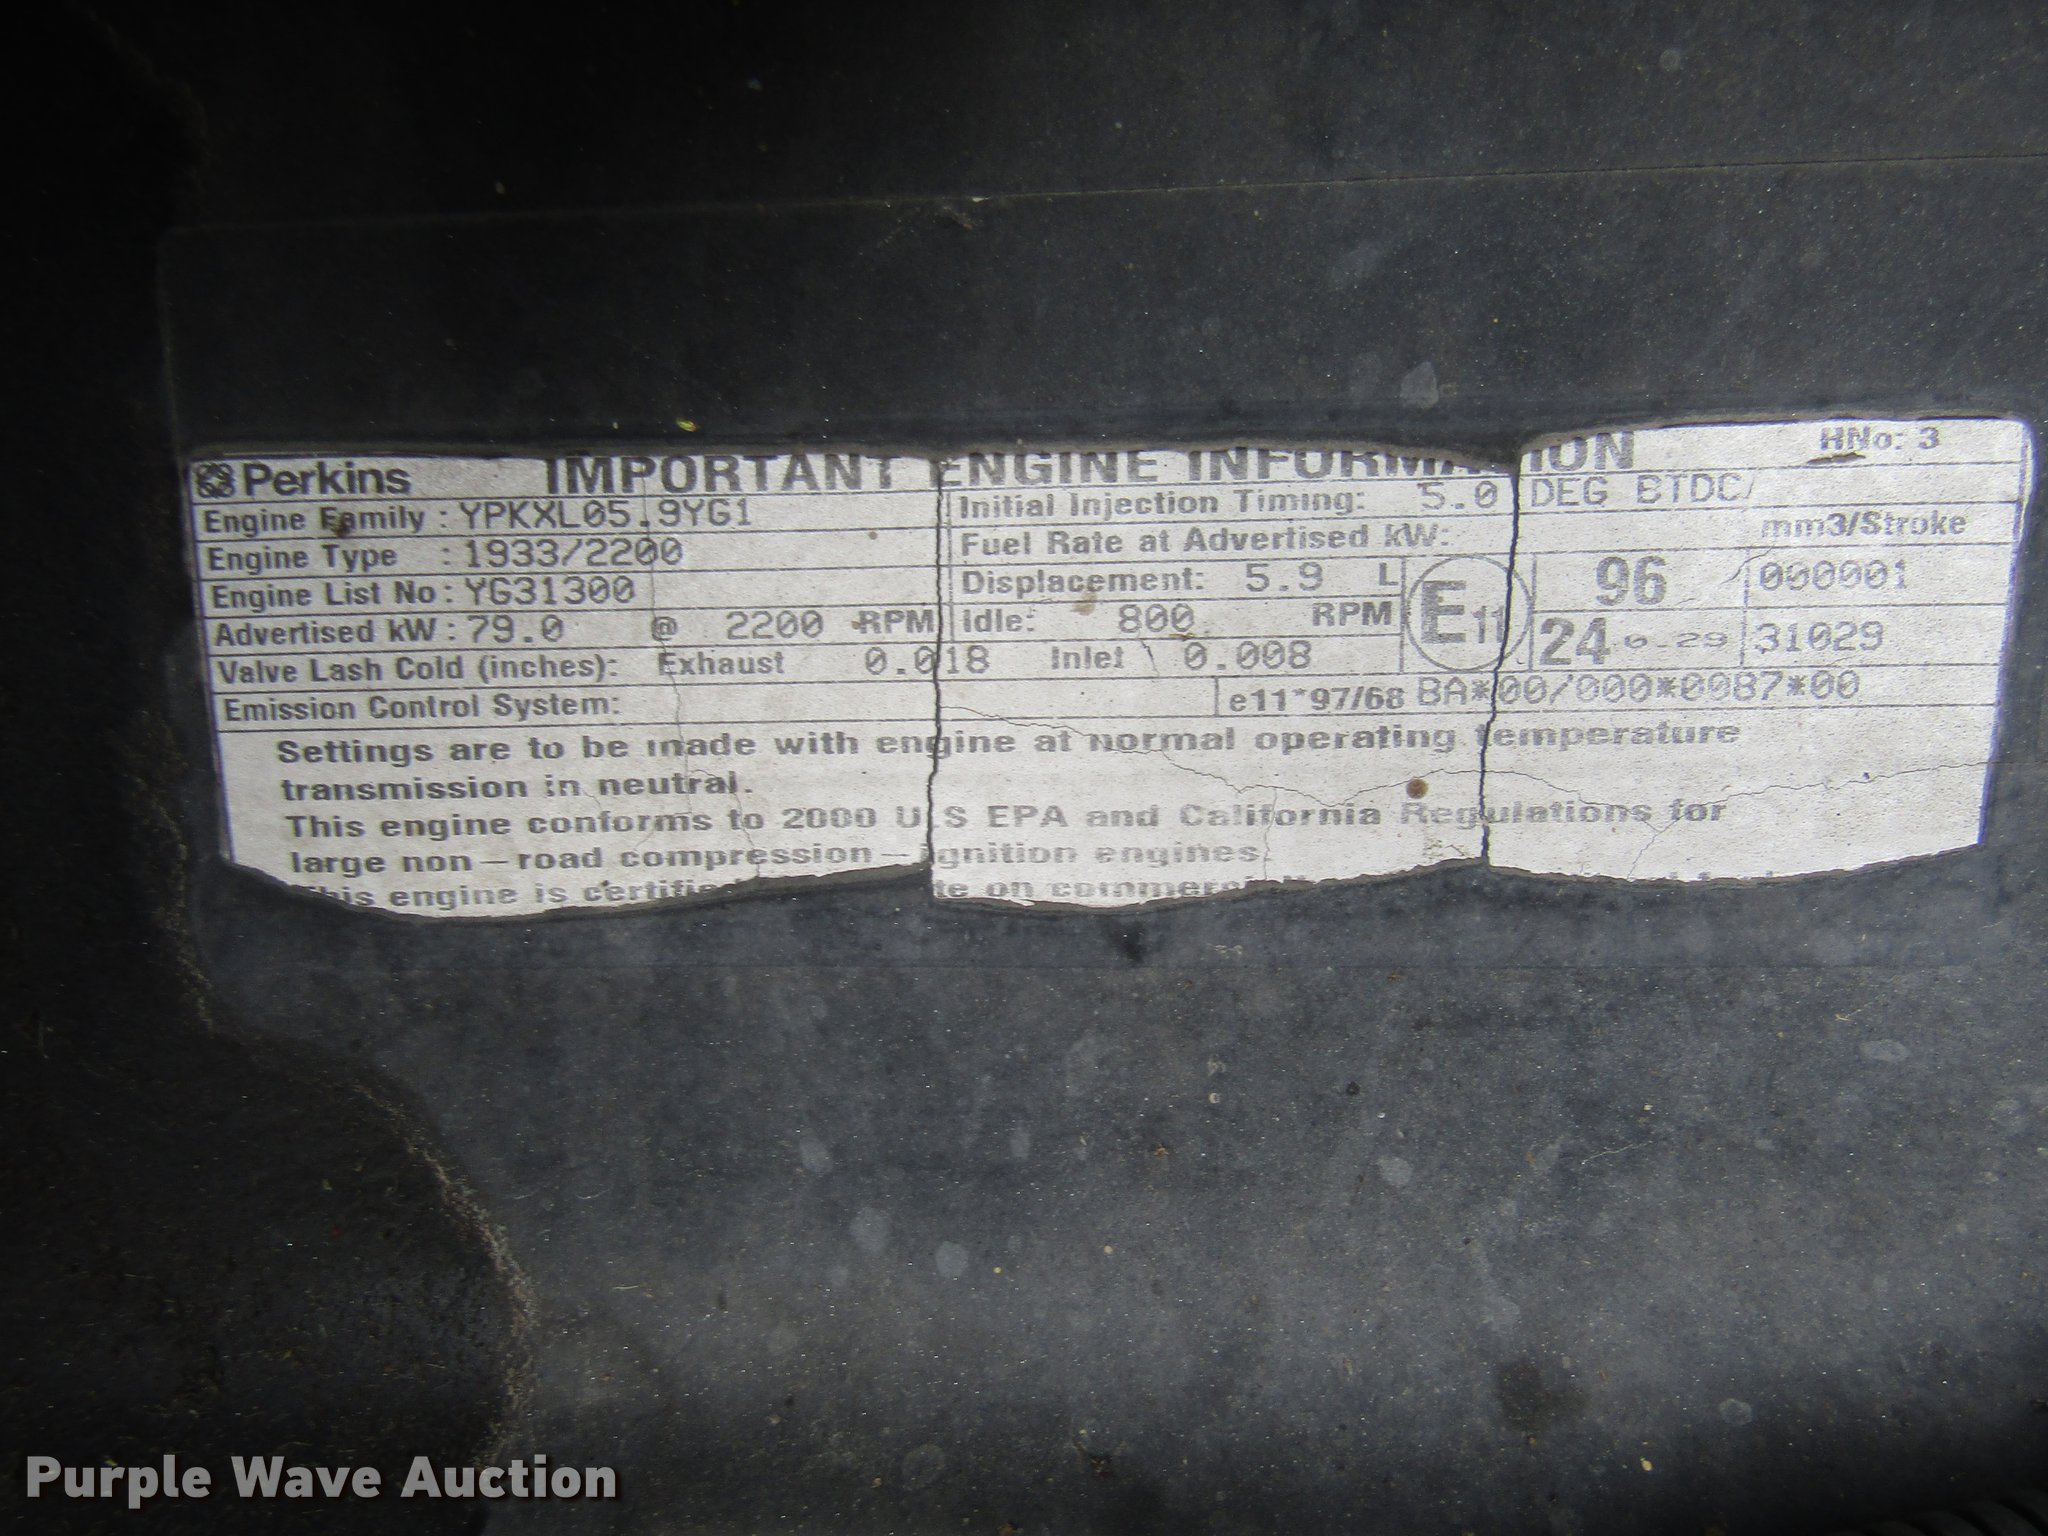 Perkins IMPORTANT ENGINE INFORMATION HNo: 3
Engine Family : YPKXL05.9YG1 Initial Injection Timing: 5.0 DEG BTDC/
Engine Type : 1933/2200 Fuel Rate at Advertised kW: mm3/Stroke
Engine List No : YG31300 Displacement: 5.9 L E11 96 000001
Advertised kW : 79.0 @ 2200 RPM Idle: 800 RPM 24 0-29 31029
Valve Lash Cold (inches): Exhaust 0.018 Inlet 0.008
Emission Control System: e11*97/68 BA*00/000*0087*00
Settings are to be made with engine at normal operating temperature
transmission in neutral.
This engine conforms to 2000 U.S EPA and California Regulations for
large non-road compression-ignition engines.
This engine is certified on
Purple Wave Auction